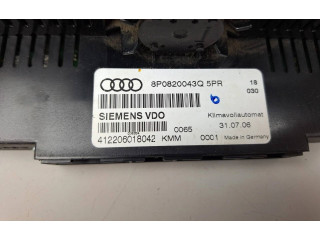 8P0820043Q 5PR 18
030
SIEMENS VDO Klimavollautomat
0065 31.07.06
412206018042 KMM 0001 Made in Germany